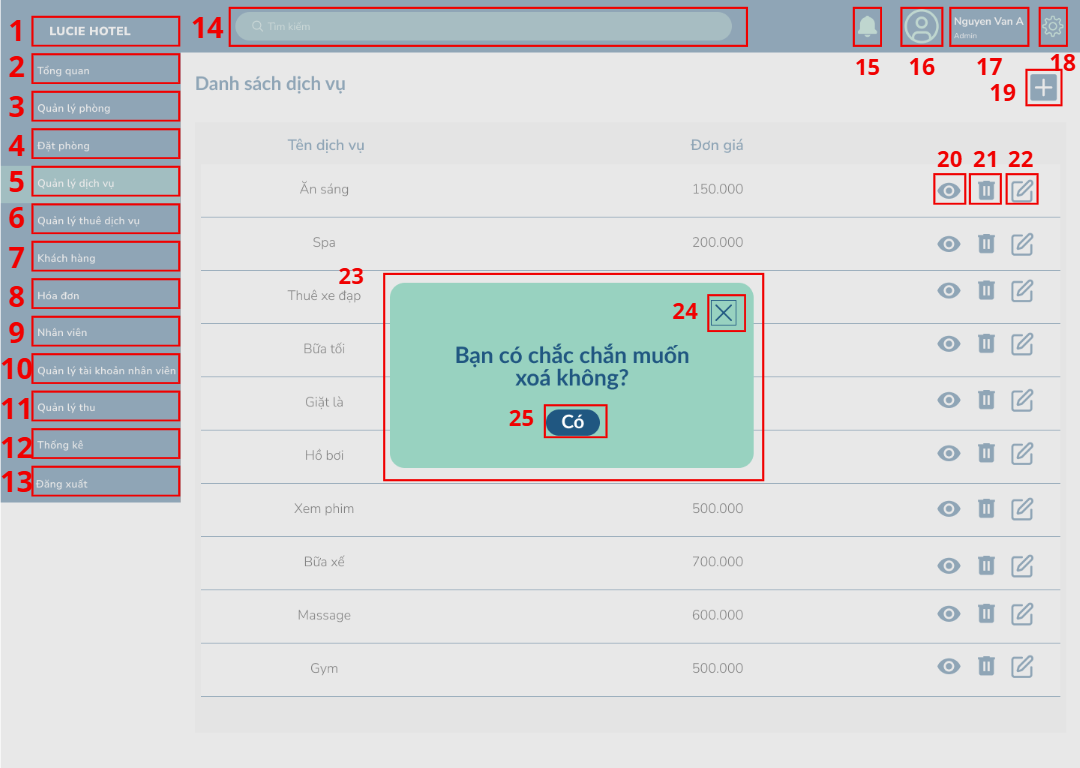 1 LUCIE HOTEL
14 Tìm kiếm
Nguyen Van A
Admin
15 16 17 18
2 Tổng quan
3 Quản lý phòng
4 Đặt phòng
5 Quản lý dịch vụ
6 Quản lý thuê dịch vụ
7 Khách hàng
8 Hóa đơn
9 Nhân viên
10 Quản lý tài khoản nhân viên
11 Quản lý thu
12 Thống kê
13 Đăng xuất
Danh sách dịch vụ
19
Tên dịch vụ Đơn giá
20 21 22
Ăn sáng 150.000
Spa 200.000
23
Thuê xe đạp
Bữa tối
Giặt là
Hồ bơi
24
Bạn có chắc chắn muốn
xoá không?
25 Có
Xem phim 500.000
Bữa xế 700.000
Massage 600.000
Gym 500.000